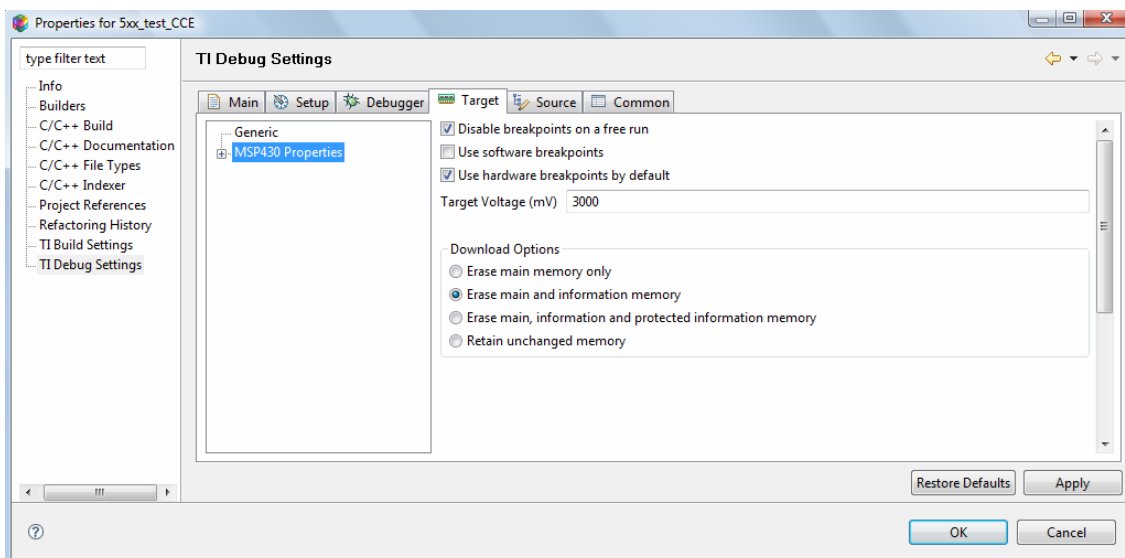 Properties for 5xx_test_CCE
type filter text
Info
Builders
C/C++ Build
C/C++ Documentation
C/C++ File Types
C/C++ Indexer
Project References
Refactoring History
TI Build Settings
TI Debug Settings
TI Debug Settings
Main Setup Debugger Target Source Common
Generic
MSP430 Properties
Disable breakpoints on a free run
Use software breakpoints
Use hardware breakpoints by default
Target Voltage (mV) 3000
Download Options
Erase main memory only
Erase main and information memory
Erase main, information and protected information memory
Retain unchanged memory
Restore Defaults Apply
OK Cancel